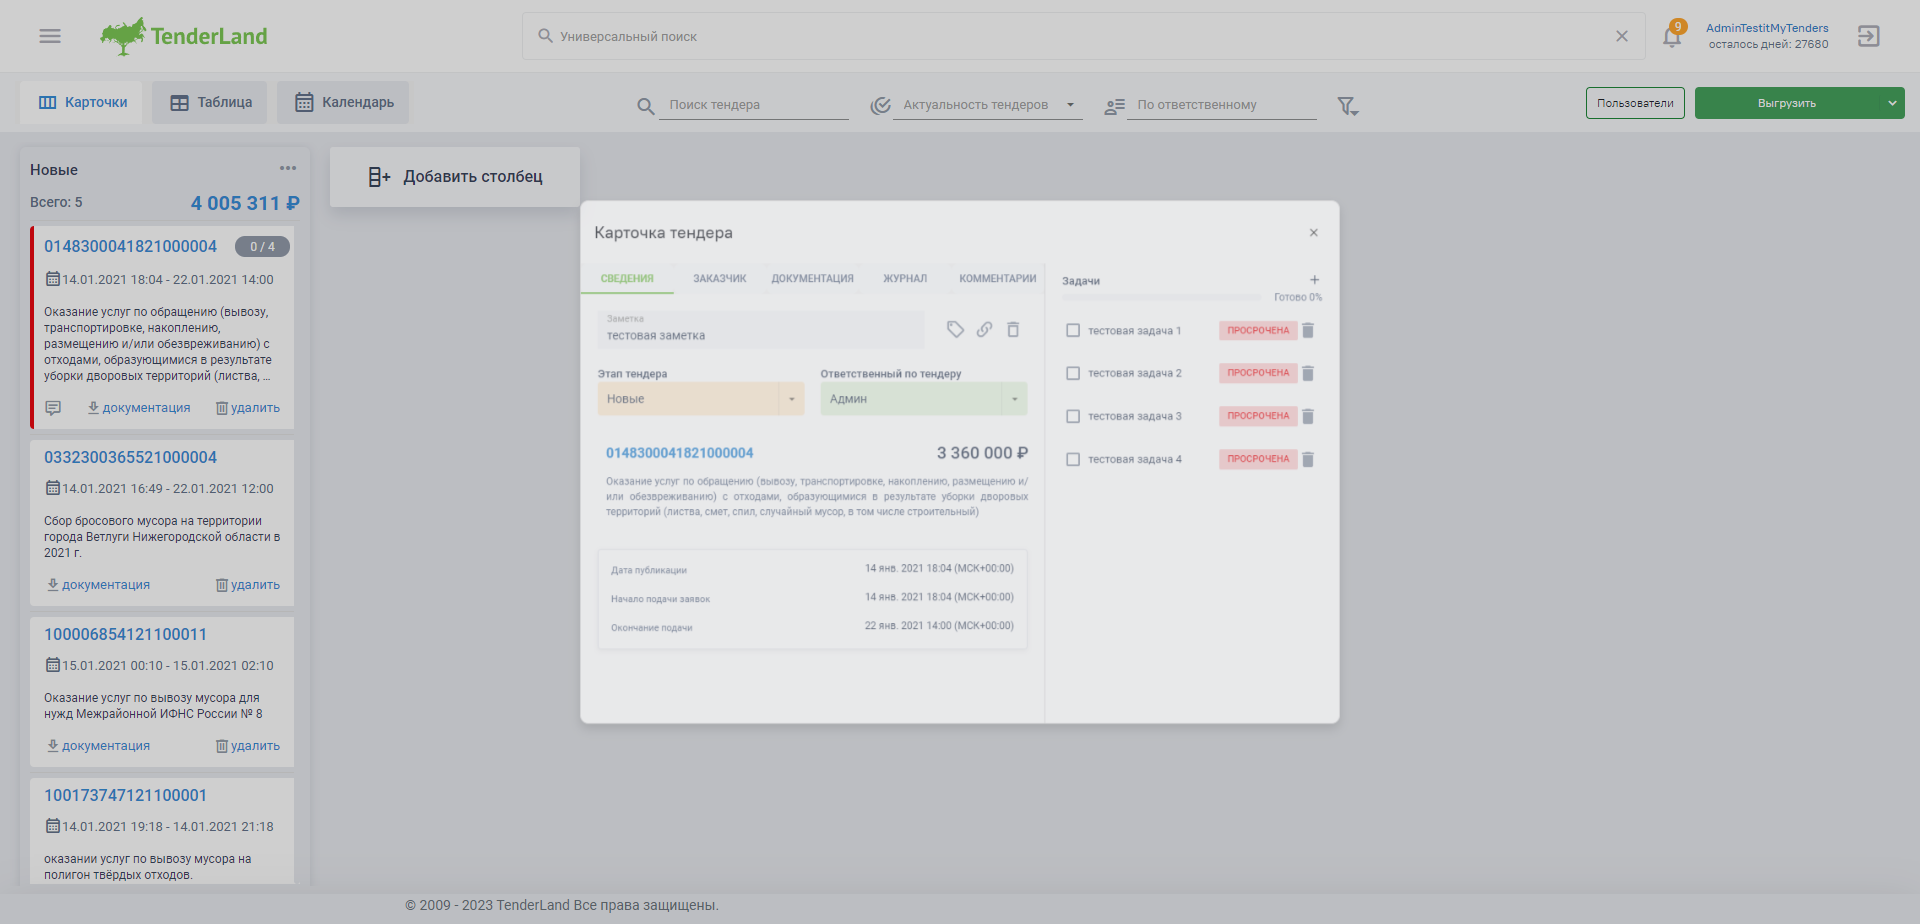 TenderLand
Универсальный поиск
9
AdminTestitMyTenders
осталось дней: 27680
Карточки
Таблица
Календарь
Поиск тендера
Актуальность тендеров
По ответственному
Пользователи
Выгрузить
Новые
Всего: 5
4 005 311 ₽
0148300041821000004
0 / 4
14.01.2021 18:04 - 22.01.2021 14:00
Оказание услуг по обращению (вывозу,
транспортировке, накоплению,
размещению и/или обезвреживанию) с
отходами, образующимися в результате
уборки дворовых территорий (листва, ...
документация
удалить
0332300365521000004
14.01.2021 16:49 - 22.01.2021 12:00
Сбор бросового мусора на территории
города Ветлуги Нижегородской области в
2021 г.
документация
удалить
100006854121100011
15.01.2021 00:10 - 15.01.2021 02:10
Оказание услуг по вывозу мусора для
нужд Межрайонной ИФНС России № 8
документация
удалить
100173747121100001
14.01.2021 19:18 - 14.01.2021 21:18
оказании услуг по вывозу мусора на
полигон твёрдых отходов.
Добавить столбец
Карточка тендера
СВЕДЕНИЯ
ЗАКАЗЧИК
ДОКУМЕНТАЦИЯ
ЖУРНАЛ
КОММЕНТАРИИ
Заметка
тестовая заметка
Этап тендера
Новые
Ответственный по тендеру
Админ
0148300041821000004
3 360 000 ₽
Оказание услуг по обращению (вывозу, транспортировке, накоплению, размещению и/
или обезвреживанию) с отходами, образующимися в результате уборки дворовых
территорий (листва, смет, спил, случайный мусор, в том числе строительный)
Дата публикации
14 янв. 2021 18:04 (МСК+00:00)
Начало подачи заявок
14 янв. 2021 18:04 (МСК+00:00)
Окончание подачи
22 янв. 2021 14:00 (МСК+00:00)
Задачи
Готово 0%
тестовая задача 1
ПРОСРОЧЕНА
тестовая задача 2
ПРОСРОЧЕНА
тестовая задача 3
ПРОСРОЧЕНА
тестовая задача 4
ПРОСРОЧЕНА
© 2009 - 2023 TenderLand Все права защищены.